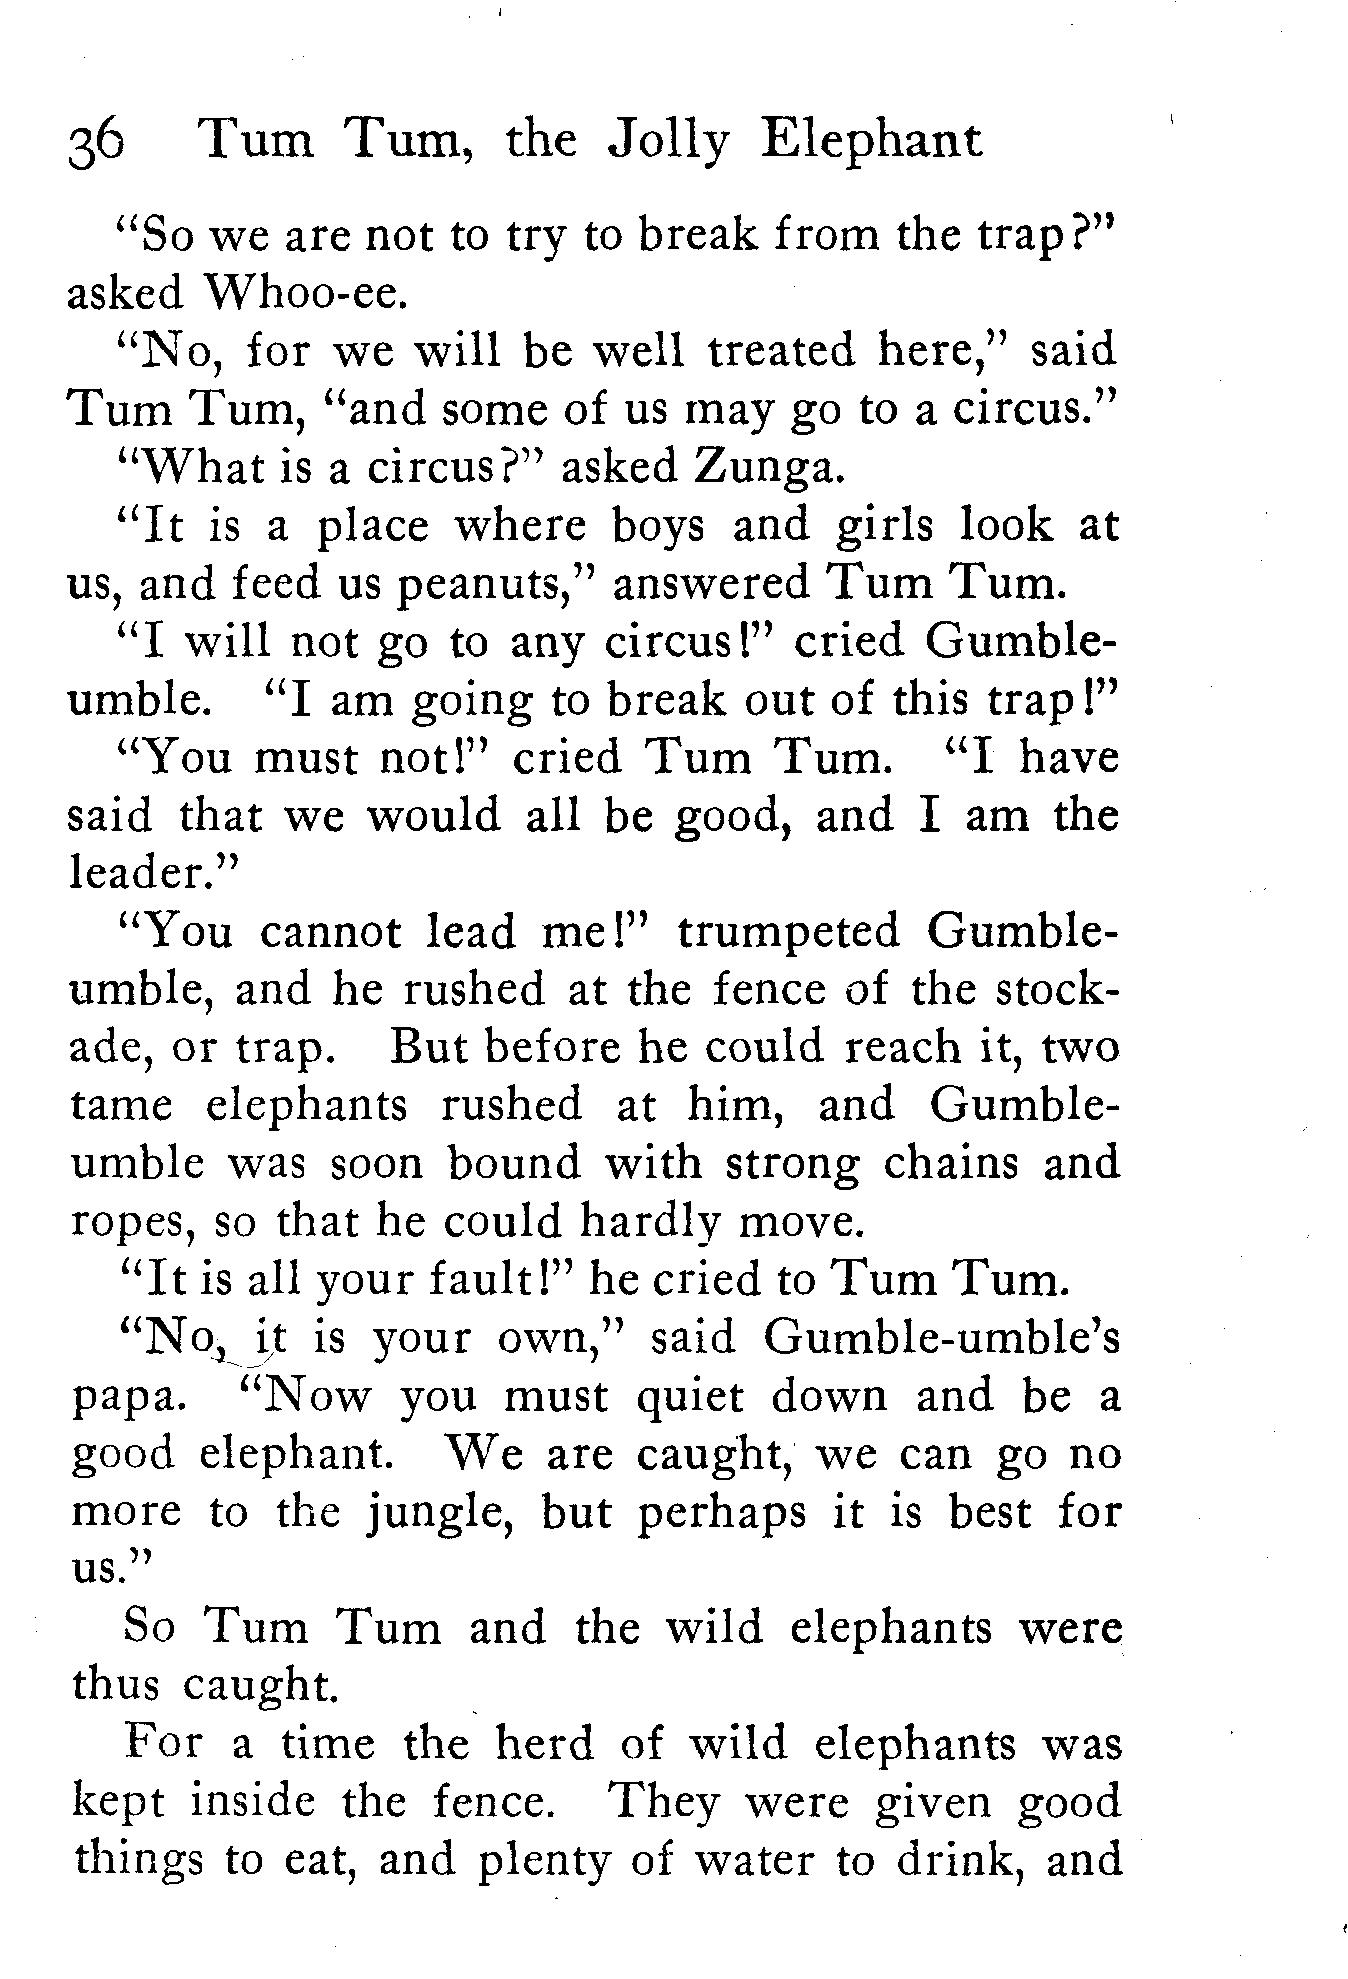 36 Tum Tum, the Jolly Elephant
“So we are not to try to break from the trap?”
asked Whoo-ee.
“No, for we will be well treated here,” said
Tum Tum, “and some of us may go to a circus.”
“What is a circus?” asked Zunga.
“It is a place where boys and girls look at
us, and feed us peanuts,” answered Tum Tum.
“I will not go to any circus!” cried Gumble-
umble. “I am going to break out of this trap!”
“You must not!” cried Tum Tum. “I have
said that we would all be good, and I am the
leader.”
“You cannot lead me!” trumpeted Gumble-
umble, and he rushed at the fence of the stock-
ade, or trap. But before he could reach it, two
tame elephants rushed at him, and Gumble-
umble was soon bound with strong chains and
ropes, so that he could hardly move.
“It is all your fault!” he cried to Tum Tum.
“No, it is your own,” said Gumble-umble’s
papa. “Now you must quiet down and be a
good elephant. We are caught, we can go no
more to the jungle, but perhaps it is best for
us.”
So Tum Tum and the wild elephants were
thus caught.
For a time the herd of wild elephants was
kept inside the fence. They were given good
things to eat, and plenty of water to drink, and